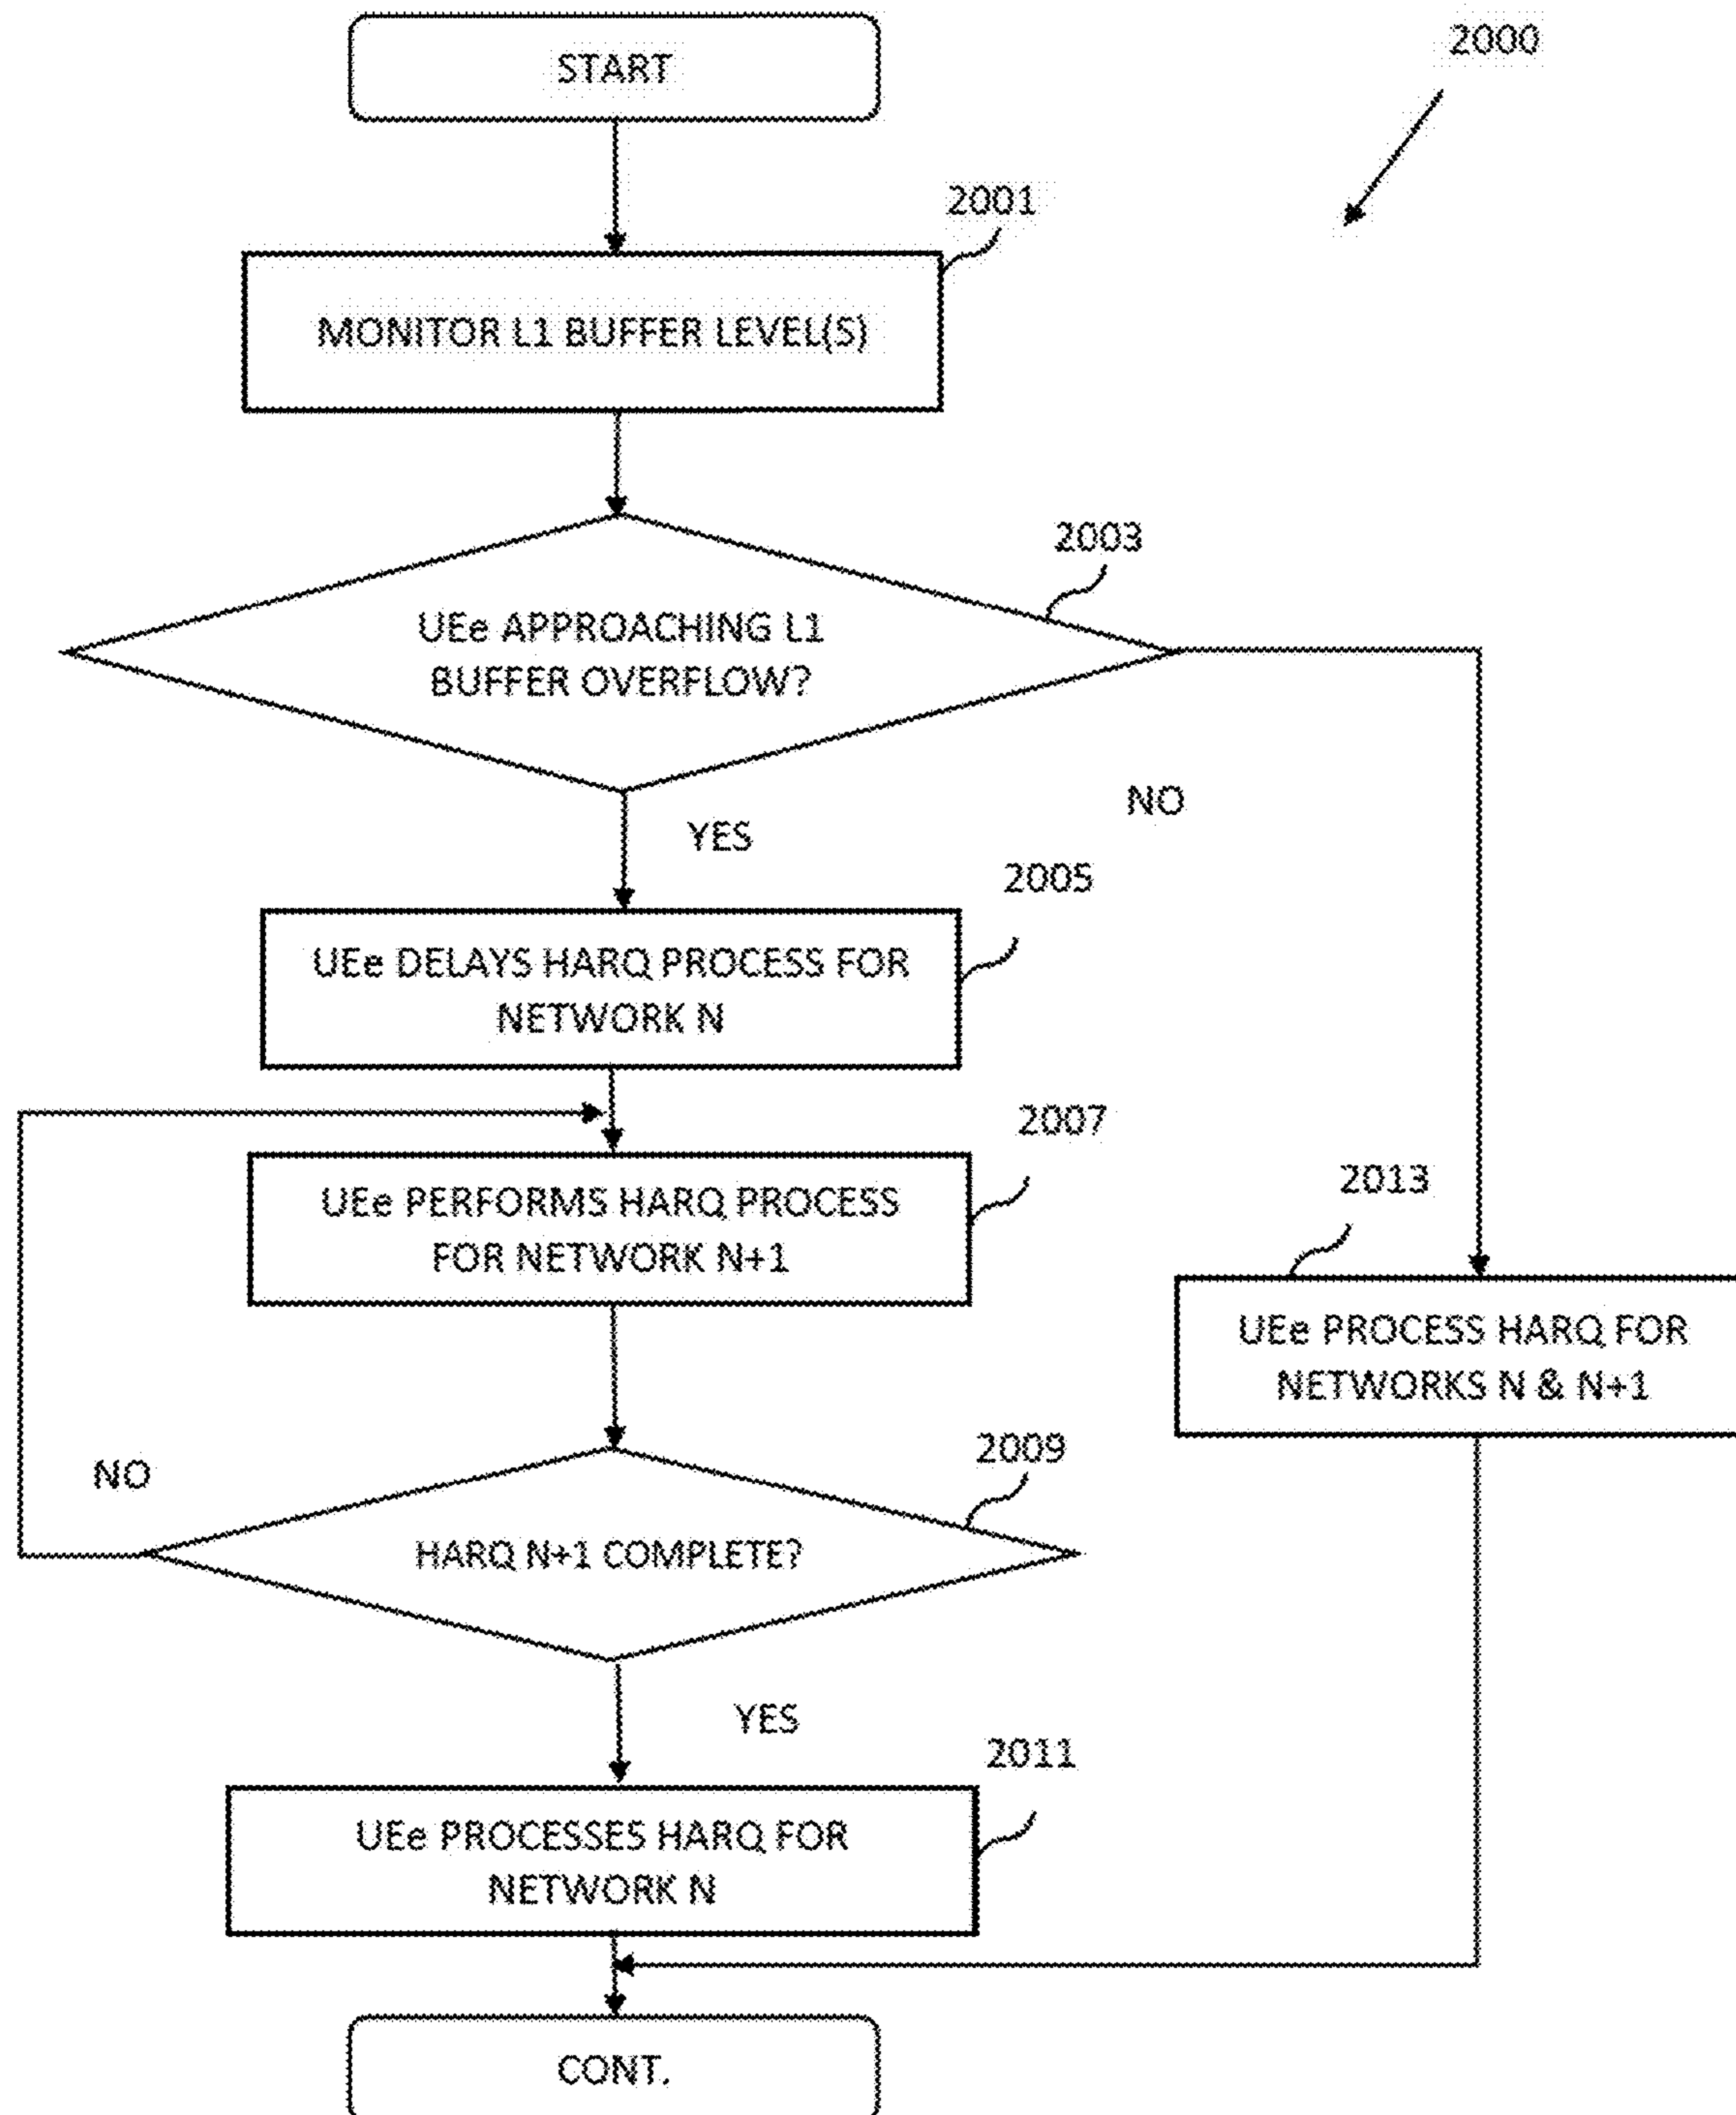 START
2000
2001
MONITOR L1 BUFFER LEVEL(S)
2003
UEe APPROACHING L1
BUFFER OVERFLOW?
NO
YES
2005
UEe DELAYS HARQ PROCESS FOR
NETWORK N
2007
UEe PERFORMS HARQ PROCESS
FOR NETWORK N+1
2013
UEe PROCESS HARQ FOR
NETWORKS N & N+1
2009
NO
HARQ N+1 COMPLETE?
YES
2011
UEe PROCESSES HARQ FOR
NETWORK N
CONT.